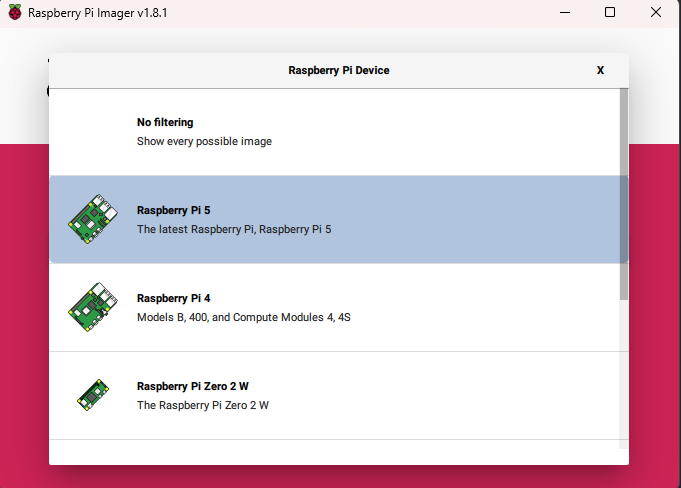 Raspberry Pi Imager v1.8.1
Raspberry Pi Device
X
No filtering
Show every possible image
Raspberry Pi 5
The latest Raspberry Pi, Raspberry Pi 5
Raspberry Pi 4
Models B, 400, and Compute Modules 4, 4S
Raspberry Pi Zero 2 W
The Raspberry Pi Zero 2 W